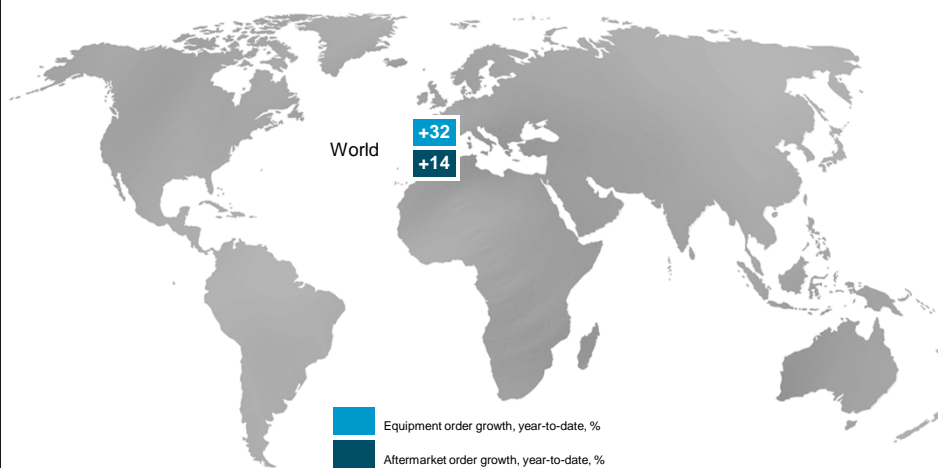 +32
World
+14
Equipment order growth, year-to-date, %
Aftermarket order growth, year-to-date, %